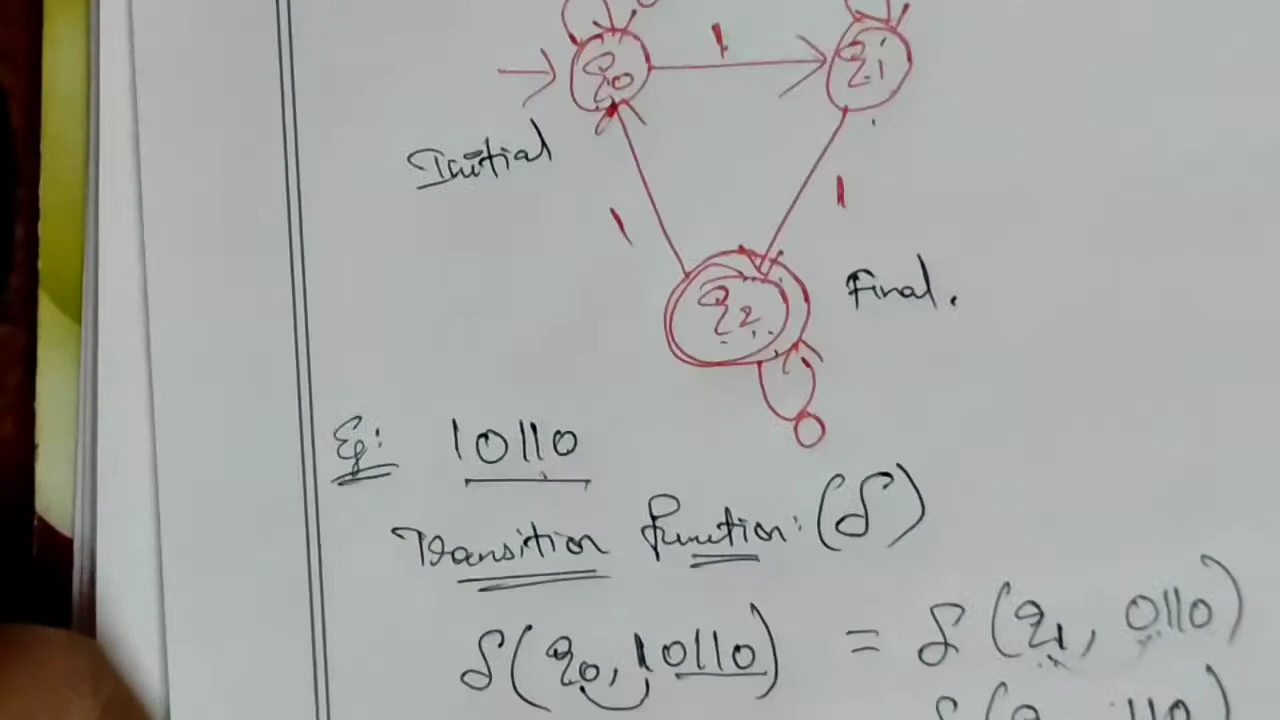 q0 1 q1
Initial
1 1
q2 Final.
0
Eg: 10110
Transition function: (δ)
δ(q0, 10110) = δ(q1, 0110)